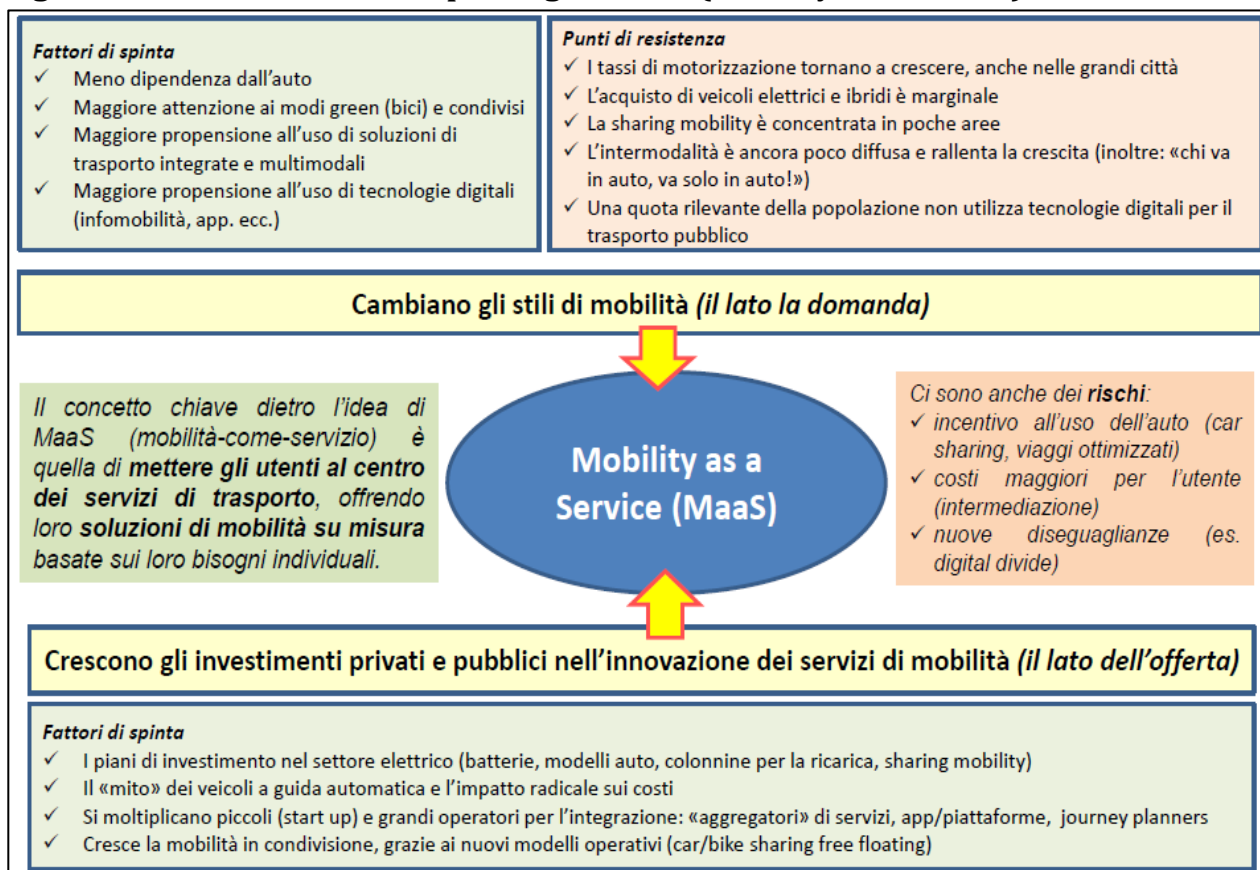 Fattori di spinta
✓ Meno dipendenza dall'auto
✓ Maggiore attenzione ai modi green (bici) e condivisi
✓ Maggiore propensione all'uso di soluzioni di
trasporto integrate e multimodali
✓ Maggiore propensione all'uso di tecnologie digitali
(infomobilità, app. ecc.)
Punti di resistenza
✓ I tassi di motorizzazione tornano a crescere, anche nelle grandi città
✓ L'acquisto di veicoli elettrici e ibridi è marginale
✓ La sharing mobility è concentrata in poche aree
✓ L'intermodalità è ancora poco diffusa e rallenta la crescita (inoltre: «chi va
in auto, va solo in auto!»)
✓ Una quota rilevante della popolazione non utilizza tecnologie digitali per il
trasporto pubblico
Cambiano gli stili di mobilità (il lato la domanda)
Il concetto chiave dietro l'idea di
MaaS (mobilità-come-servizio) è
quella di mettere gli utenti al centro
dei servizi di trasporto, offrendo
loro soluzioni di mobilità su misura
basate sui loro bisogni individuali.
Mobility as a
Service (MaaS)
Ci sono anche dei rischi:
✓ incentivo all'uso dell'auto (car
sharing, viaggi ottimizzati)
✓ costi maggiori per l'utente
(intermediazione)
✓ nuove diseguaglianze (es.
digital divide)
Crescono gli investimenti privati e pubblici nell'innovazione dei servizi di mobilità (il lato dell'offerta)
Fattori di spinta
✓ I piani di investimento nel settore elettrico (batterie, modelli auto, colonnine per la ricarica, sharing mobility)
✓ Il «mito» dei veicoli a guida automatica e l'impatto radicale sui costi
✓ Si moltiplicano piccoli (start up) e grandi operatori per l'integrazione: «aggregatori» di servizi, app/piattaforme, journey planners
✓ Cresce la mobilità in condivisione, grazie ai nuovi modelli operativi (car/bike sharing free floating)